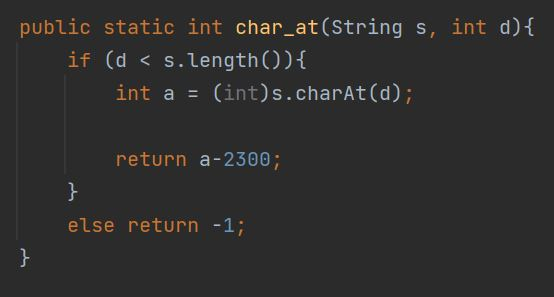 public static int char_at(String s, int d){
if (d < s.length()){
int a = (int)s.charAt(d);
return a-2300;
}
else return -1;
}